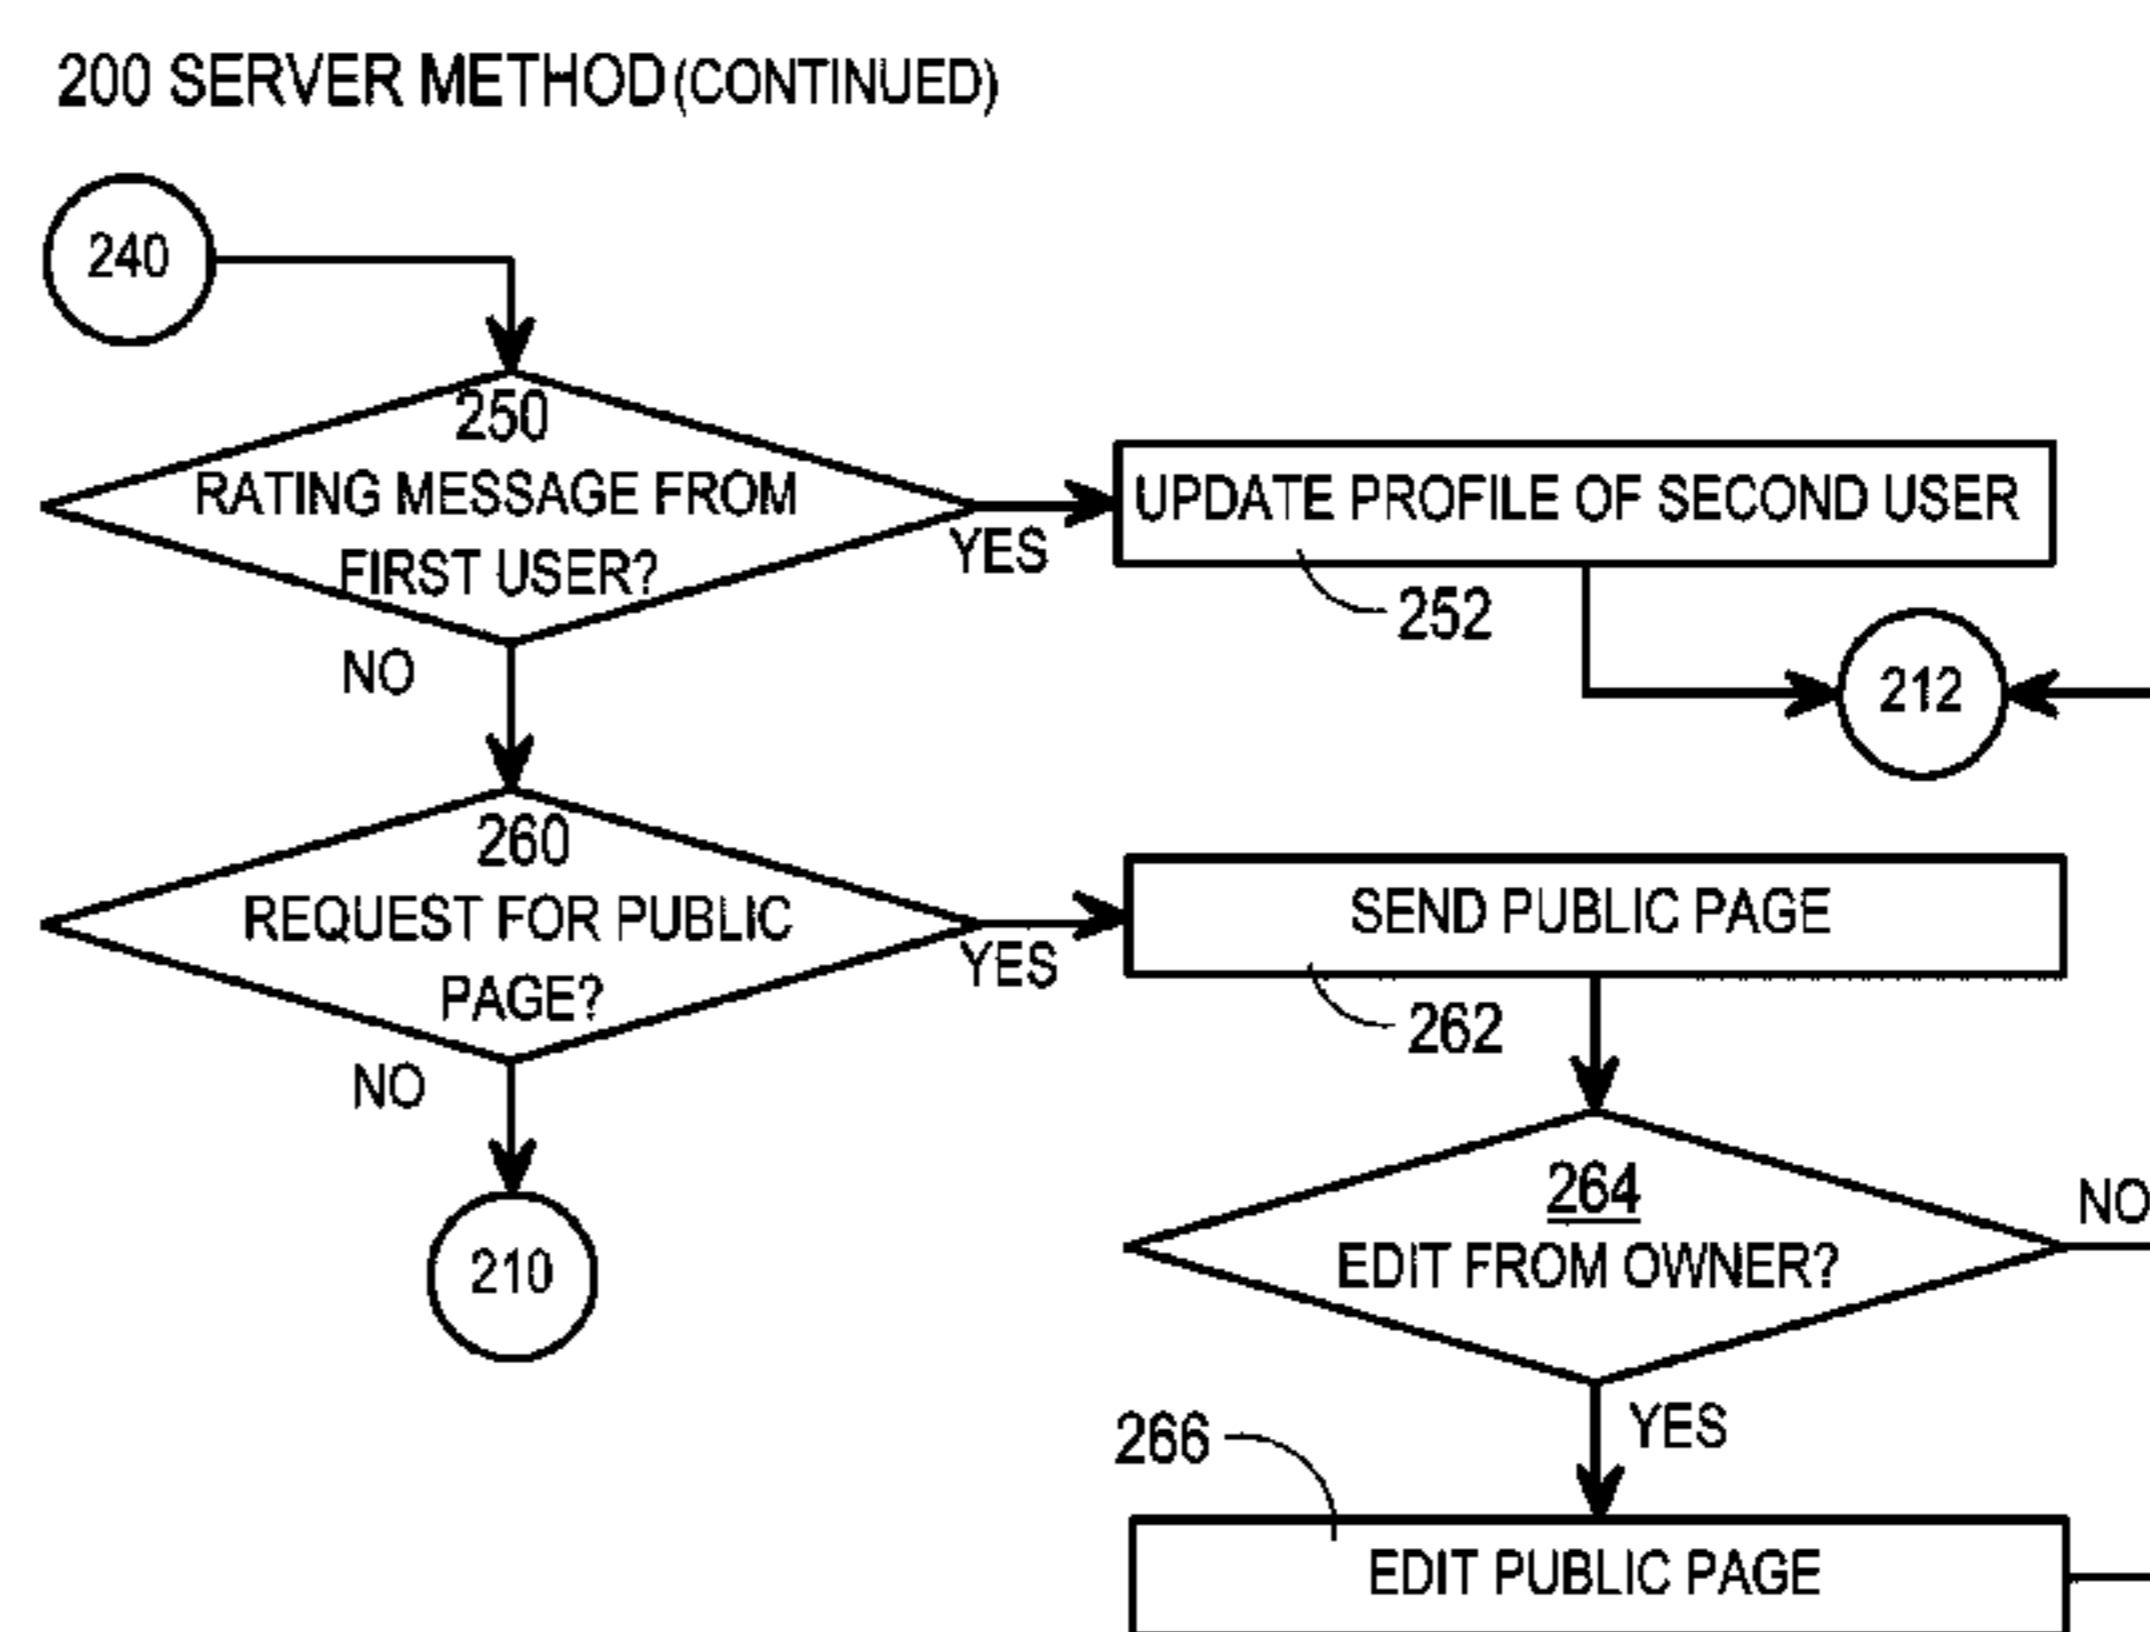 200 SERVER METHOD (CONTINUED)
240
250
RATING MESSAGE FROM
FIRST USER?
YES
UPDATE PROFILE OF SECOND USER
252
NO
212
260
REQUEST FOR PUBLIC
PAGE?
YES
SEND PUBLIC PAGE
262
NO
210
264
EDIT FROM OWNER?
NO
YES
266
EDIT PUBLIC PAGE